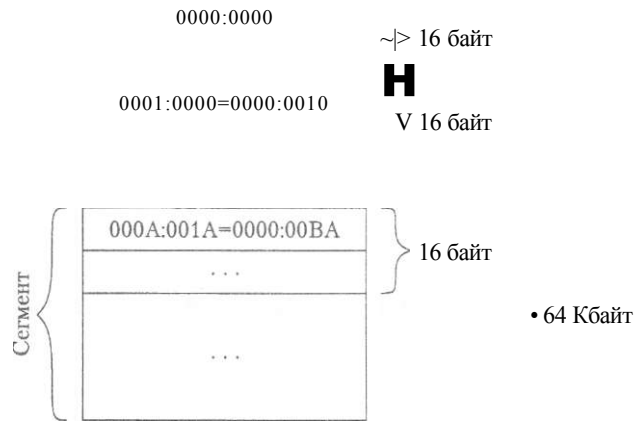 0000:0000
~|> 16 байт
H
0001:0000=0000:0010
V 16 байт
000A:001A=0000:00BA
. . .
16 байт
Сегмент
• 64 Кбайт
. . .